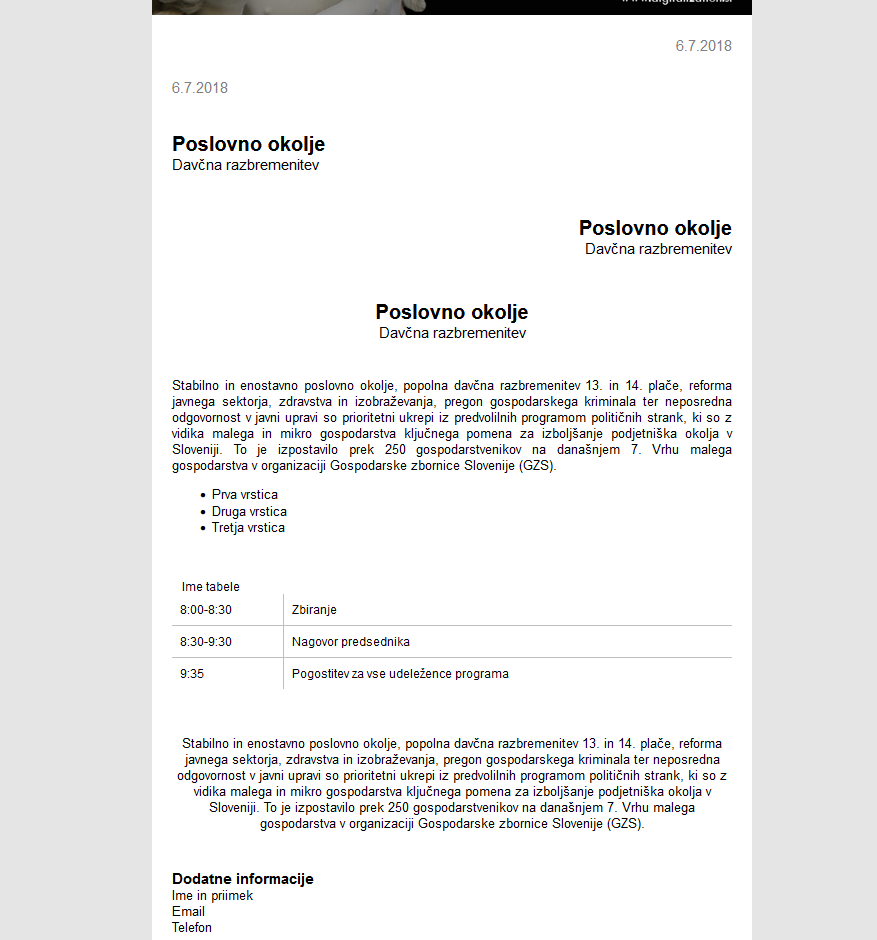 6.7.2018
6.7.2018
Poslovno okolje
Davčna razbremenitev
Poslovno okolje
Davčna razbremenitev
Poslovno okolje
Davčna razbremenitev
Stabilno in enostavno poslovno okolje, popolna davčna razbremenitev 13. in 14. plače, reforma
javnega sektorja, zdravstva in izobraževanja, pregon gospodarskega kriminala ter neposredna
odgovornost v javni upravi so prioritetni ukrepi iz predvolilnih programom političnih strank, ki so z
vidika malega in mikro gospodarstva ključnega pomena za izboljšanje podjetniška okolja v
Sloveniji. To je izpostavilo prek 250 gospodarstvenikov na današnjem 7. Vrhu malega
gospodarstva v organizaciji Gospodarske zbornice Slovenije (GZS).
• Prva vrstica
• Druga vrstica
• Tretja vrstica
Ime tabele
8:00-8:30 Zbiranje
8:30-9:30 Nagovor predsednika
9:35 Pogostitev za vse udeležence programa
Stabilno in enostavno poslovno okolje, popolna davčna razbremenitev 13. in 14. plače, reforma
javnega sektorja, zdravstva in izobraževanja, pregon gospodarskega kriminala ter neposredna
odgovornost v javni upravi so prioritetni ukrepi iz predvolilnih programom političnih strank, ki so z
vidika malega in mikro gospodarstva ključnega pomena za izboljšanje podjetniška okolja v
Sloveniji. To je izpostavilo prek 250 gospodarstvenikov na današnjem 7. Vrhu malega
gospodarstva v organizaciji Gospodarske zbornice Slovenije (GZS).
Dodatne informacije
Ime in priimek
Email
Telefon